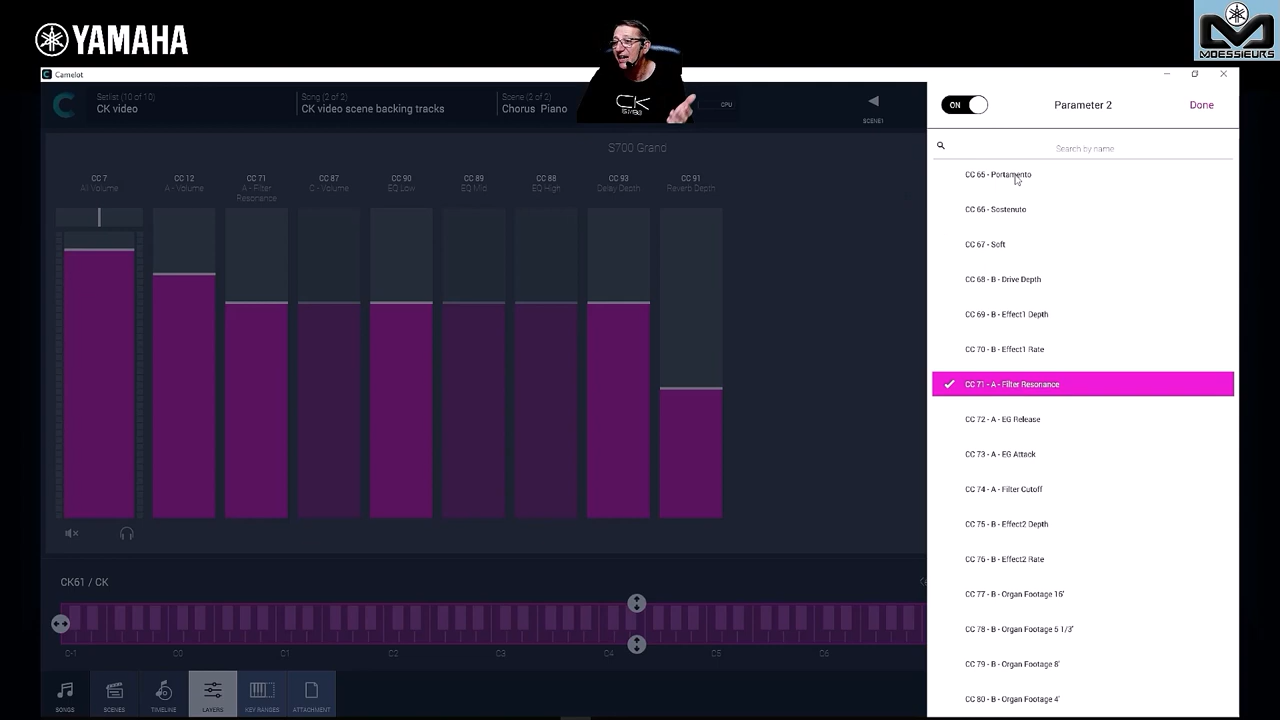 YAMAHA
MOESSIEURS
Camelot
Setlist (10 of 10)
CK video
Song (2 of 2)
CK video scene backing tracks
Scene (2 of 2)
Chorus Piano
CK
CPU
SCENE1
S700 Grand
CC 7
All Volume
CC 12
A - Volume
CC 71
A - Filter
Resonance
CC 87
C - Volume
CC 90
EQ Low
CC 89
EQ Mid
CC 88
EQ High
CC 93
Delay Depth
CC 91
Reverb Depth
CK61 / CK
C-1
C0
C1
C2
C3
C4
C5
C6
SONGS
SCENES
TIMELINE
LAYERS
KEY RANGES
ATTACHMENT
ON
Parameter 2
Done
Search by name
CC 65 - Portamento
CC 66 - Sostenuto
CC 67 - Soft
CC 68 - B - Drive Depth
CC 69 - B - Effect1 Depth
CC 70 - B - Effect1 Rate
CC 71 - A - Filter Resonance
CC 72 - A - EG Release
CC 73 - A - EG Attack
CC 74 - A - Filter Cutoff
CC 75 - B - Effect2 Depth
CC 76 - B - Effect2 Rate
CC 77 - B - Organ Footage 16'
CC 78 - B - Organ Footage 5 1/3'
CC 79 - B - Organ Footage 8'
CC 80 - B - Organ Footage 4'